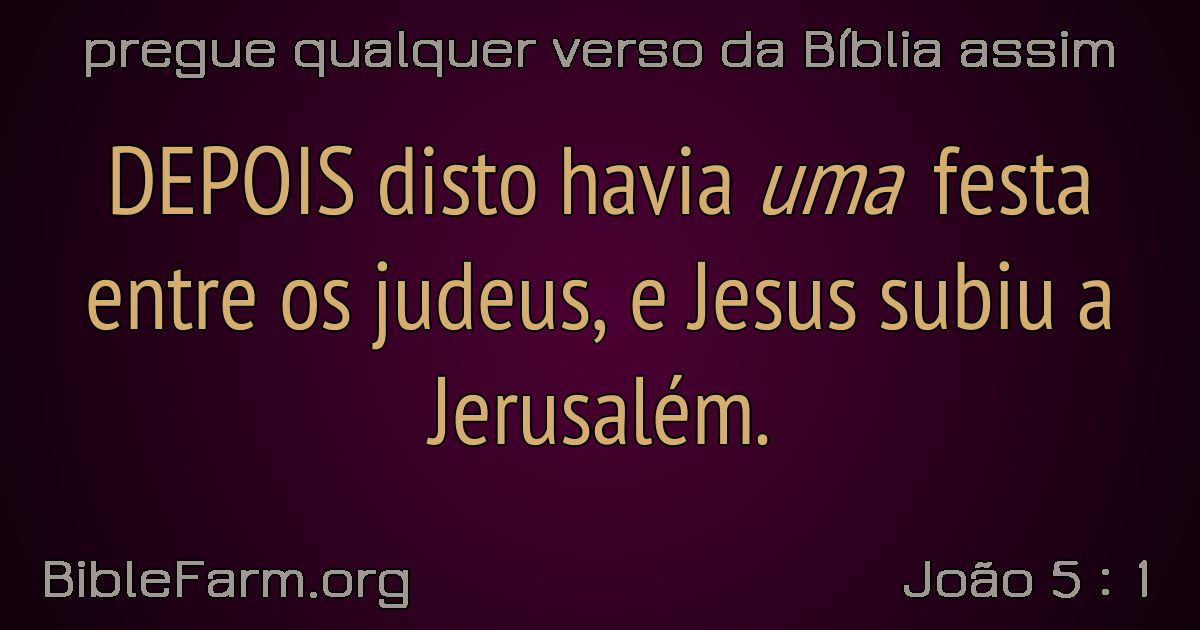 pregue qualquer verso da Bíblia assim
DEPOIS disto havia uma festa
entre os judeus, e Jesus subiu a
Jerusalém.
BibleFarm.org
João 5 : 1